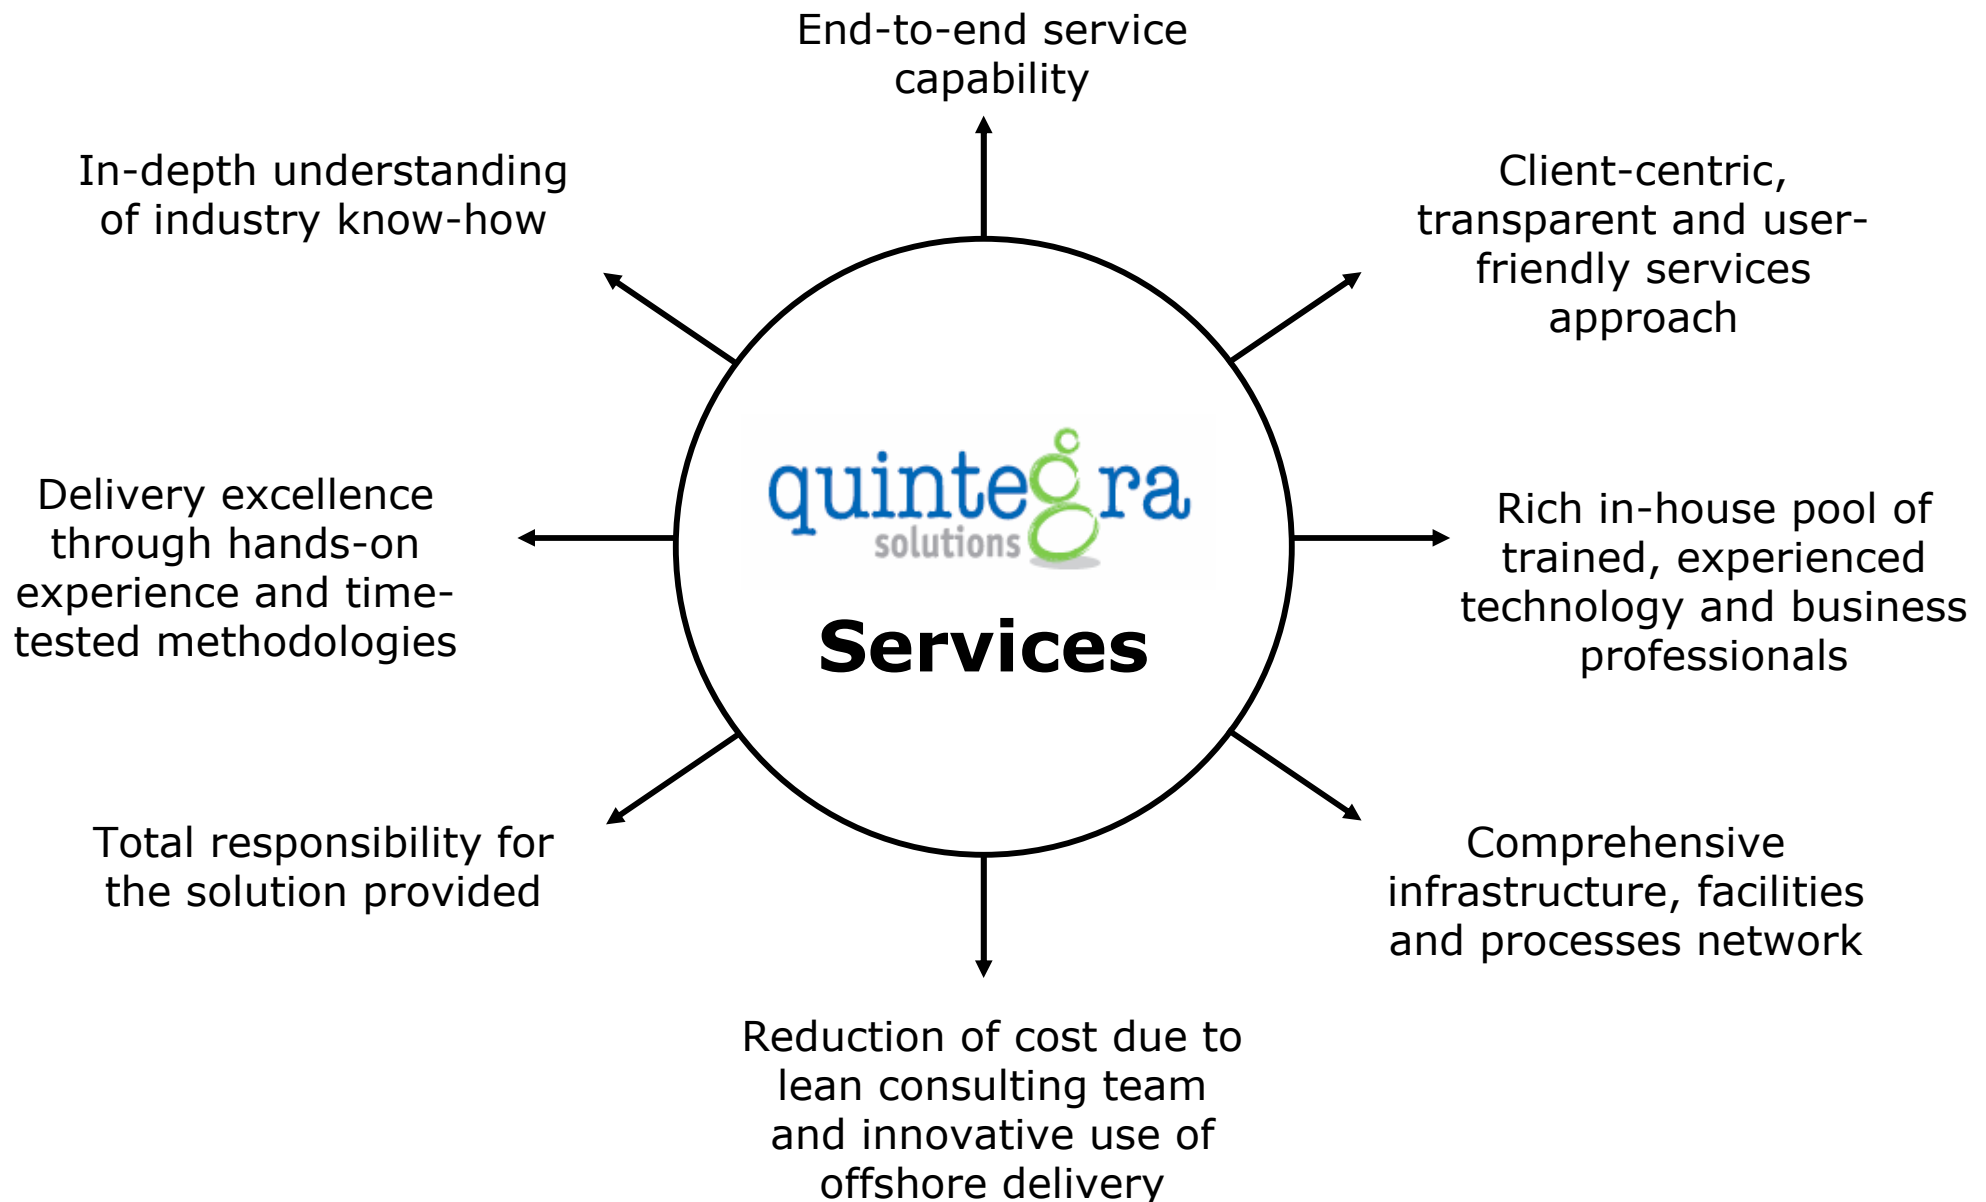 End-to-end service
capability
In-depth understanding
of industry know-how
Client-centric,
transparent and user-
friendly services
approach
quintegra
solutions
Services
Delivery excellence
through hands-on
experience and time-
tested methodologies
Rich in-house pool of
trained, experienced
technology and business
professionals
Total responsibility for
the solution provided
Comprehensive
infrastructure, facilities
and processes network
Reduction of cost due to
lean consulting team
and innovative use of
offshore delivery